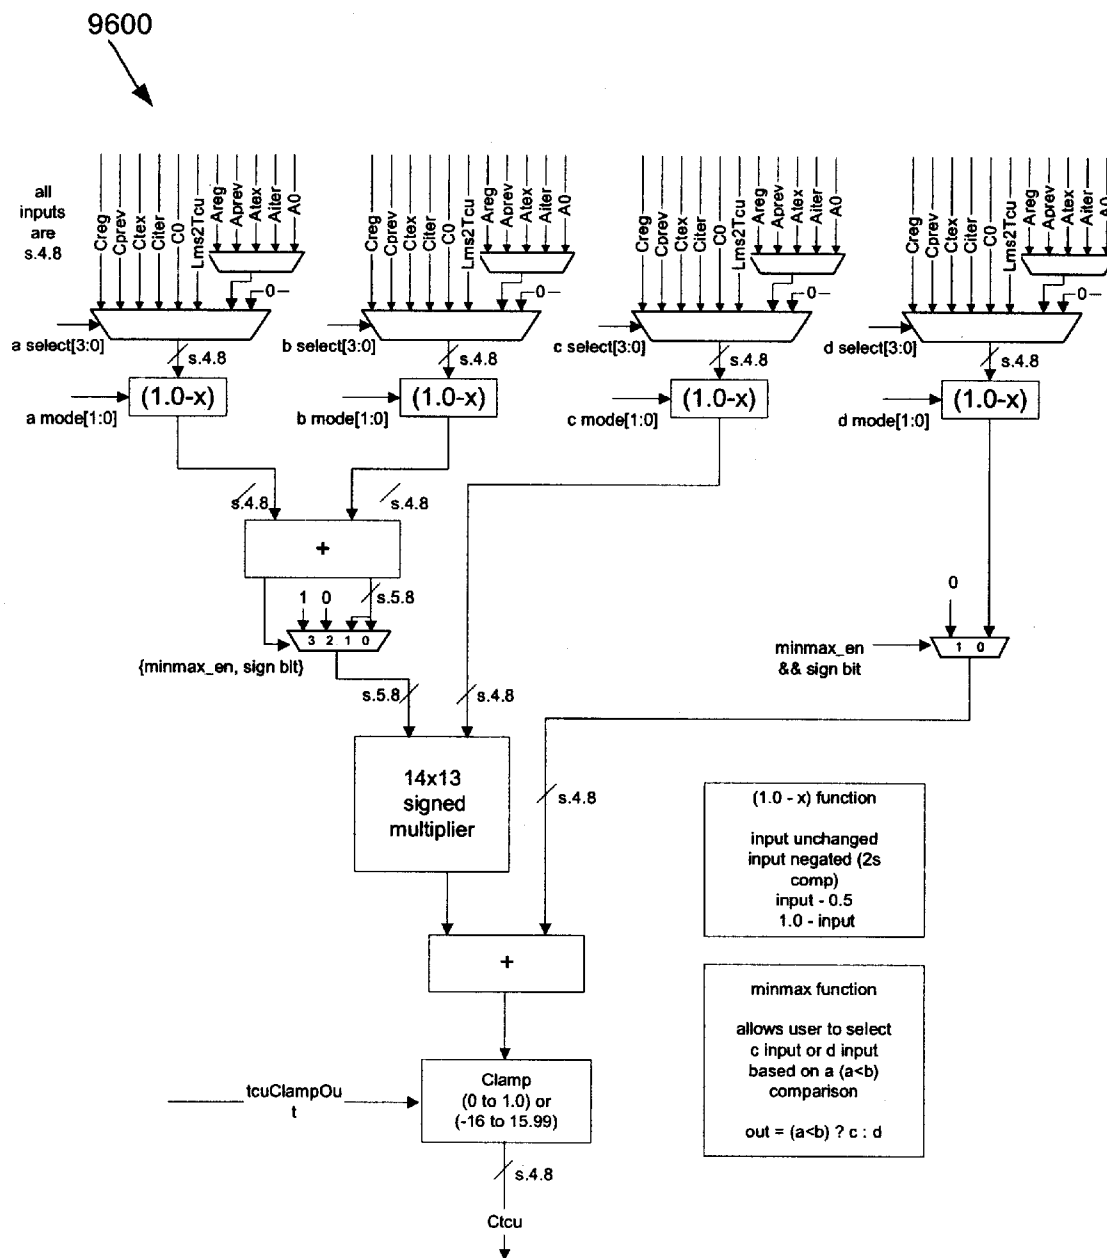 9600
all
inputs
are
s.4.8
Creg
Cprev
Ctex
Citer
C0
Lms2Tcu
Areg
Aprev
Atex
Aiter
A0
0
Creg
Cprev
Ctex
Citer
C0
Lms2Tcu
Areg
Aprev
Atex
Aiter
A0
0
Creg
Cprev
Ctex
Citer
C0
Lms2Tcu
Areg
Aprev
Atex
Aiter
A0
0
Creg
Cprev
Ctex
Citer
C0
Lms2Tcu
Areg
Aprev
Atex
Aiter
A0
0
a select[3:0]
s.4.8
b select[3:0]
s.4.8
c select[3:0]
s.4.8
d select[3:0]
s.4.8
(1.0-x)
a mode[1:0]
(1.0-x)
b mode[1:0]
(1.0-x)
c mode[1:0]
(1.0-x)
d mode[1:0]
s.4.8
s.4.8
+
1 0
s.5.8
3 2 1 0
{minmax_en, sign bit}
0
1 0
minmax_en
&& sign bit
s.5.8
s.4.8
14x13
signed
multiplier
s.4.8
(1.0 - x) function
input unchanged
input negated (2s
comp)
input - 0.5
1.0 - input
+
minmax function
allows user to select
c input or d input
based on a (a<b)
comparison
out = (a<b) ? c : d
tcuClampOu
t
Clamp
(0 to 1.0) or
(-16 to 15.99)
s.4.8
Ctcu